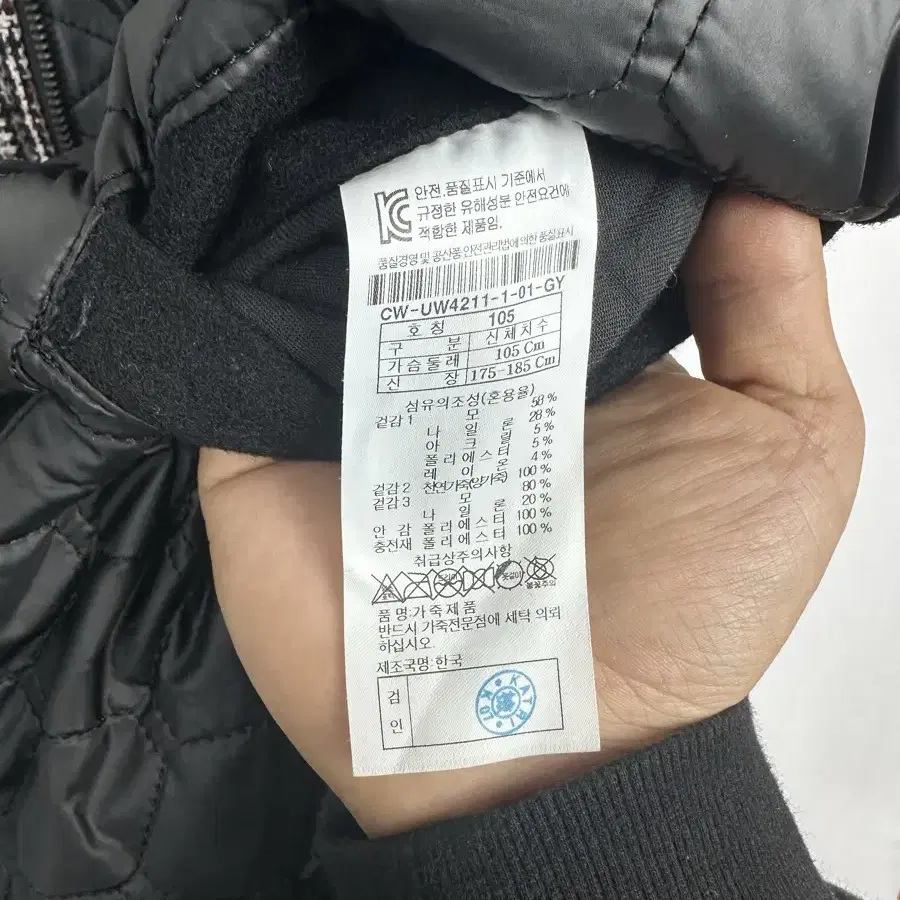 안전.품질표시 기준에서
규정한 유해성분 안전요건에
적합한 제품임.
품질경영 및 공산품 안전관리법에 의한 품질표시
CW-UW4211-1-01-GY
호 칭 105
구 분 신체치수
가슴둘레 105 Cm
신 장 175-185 Cm
섬유의조성(혼용율)
겉감1 모 58 %
나 일 론 28 %
아 크 릴 5 %
폴리에스터 5 %
레 이 온 4 %
겉감2 천연가죽(양가죽) 100 %
겉감3 모 80 %
나 일 론 20 %
안 감 폴리에스터 100 %
충전재 폴리에스터 100 %
취급상주의사항
불꽃주의
품 명:가죽제품
반드시 가죽전문점에 세탁 의뢰
하십시오.
제조국명:한국
검
인
KATRI